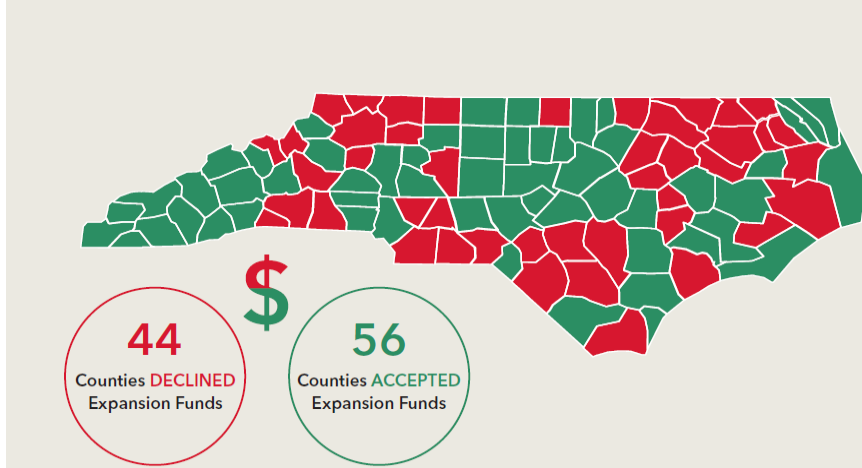 $
44
Counties DECLINED
Expansion Funds
56
Counties ACCEPTED
Expansion Funds